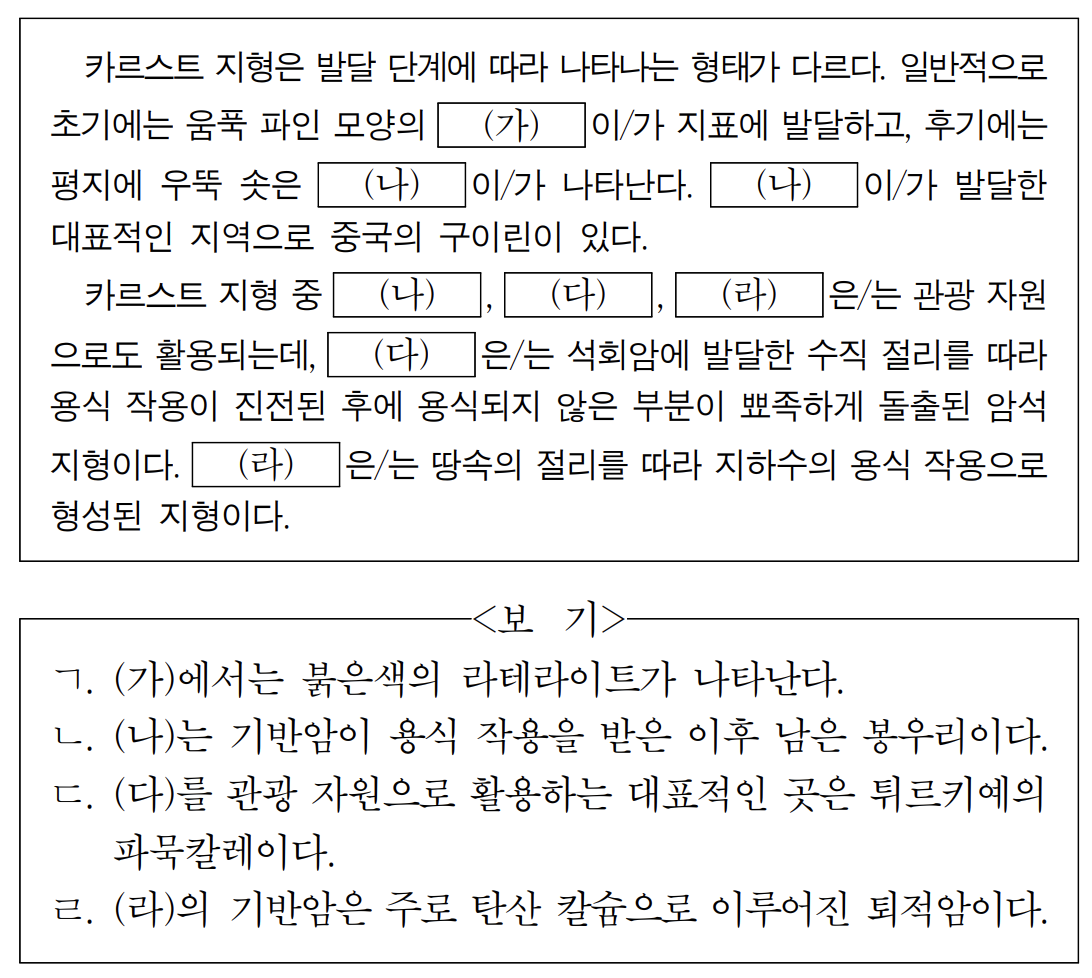 카르스트 지형은 발달 단계에 따라 나타나는 형태가 다르다. 일반적으로
초기에는 움푹 파인 모양의 (가) 이/가 지표에 발달하고, 후기에는
평지에 우뚝 솟은 (나) 이/가 나타난다. (나) 이/가 발달한
대표적인 지역으로 중국의 구이린이 있다.
카르스트 지형 중 (나) , (다) , (라) 은/는 관광 자원
으로도 활용되는데, (다) 은/는 석회암에 발달한 수직 절리를 따라
용식 작용이 진전된 후에 용식되지 않은 부분이 뾰족하게 돌출된 암석
지형이다. (라) 은/는 땅속의 절리를 따라 지하수의 용식 작용으로
형성된 지형이다.
<보 기>
ㄱ. (가)에서는 붉은색의 라테라이트가 나타난다.
ㄴ. (나)는 기반암이 용식 작용을 받은 이후 남은 봉우리이다.
ㄷ. (다)를 관광 자원으로 활용하는 대표적인 곳은 튀르키예의
파묵칼레이다.
ㄹ. (라)의 기반암은 주로 탄산 칼슘으로 이루어진 퇴적암이다.